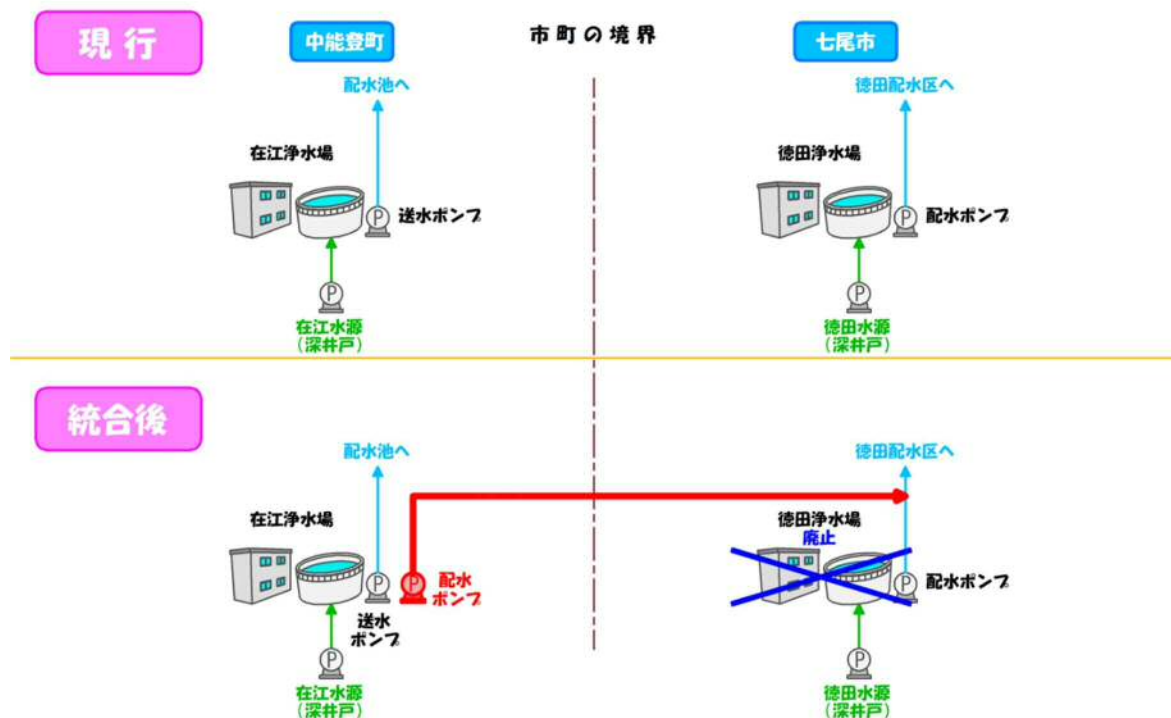 現行
中能登町
市町の境界
七尾市
配水池へ
徳田配水区へ
在江浄水場
徳田浄水場
P
送水ポンプ
P
配水ポンプ
P
P
在江水源
(深井戸)
徳田水源
(深井戸)
統合後
配水池へ
徳田配水区へ
在江浄水場
徳田浄水場
廃止
P
P
配水
ポンプ
P
配水ポンプ
送水
ポンプ
P
P
在江水源
(深井戸)
徳田水源
(深井戸)